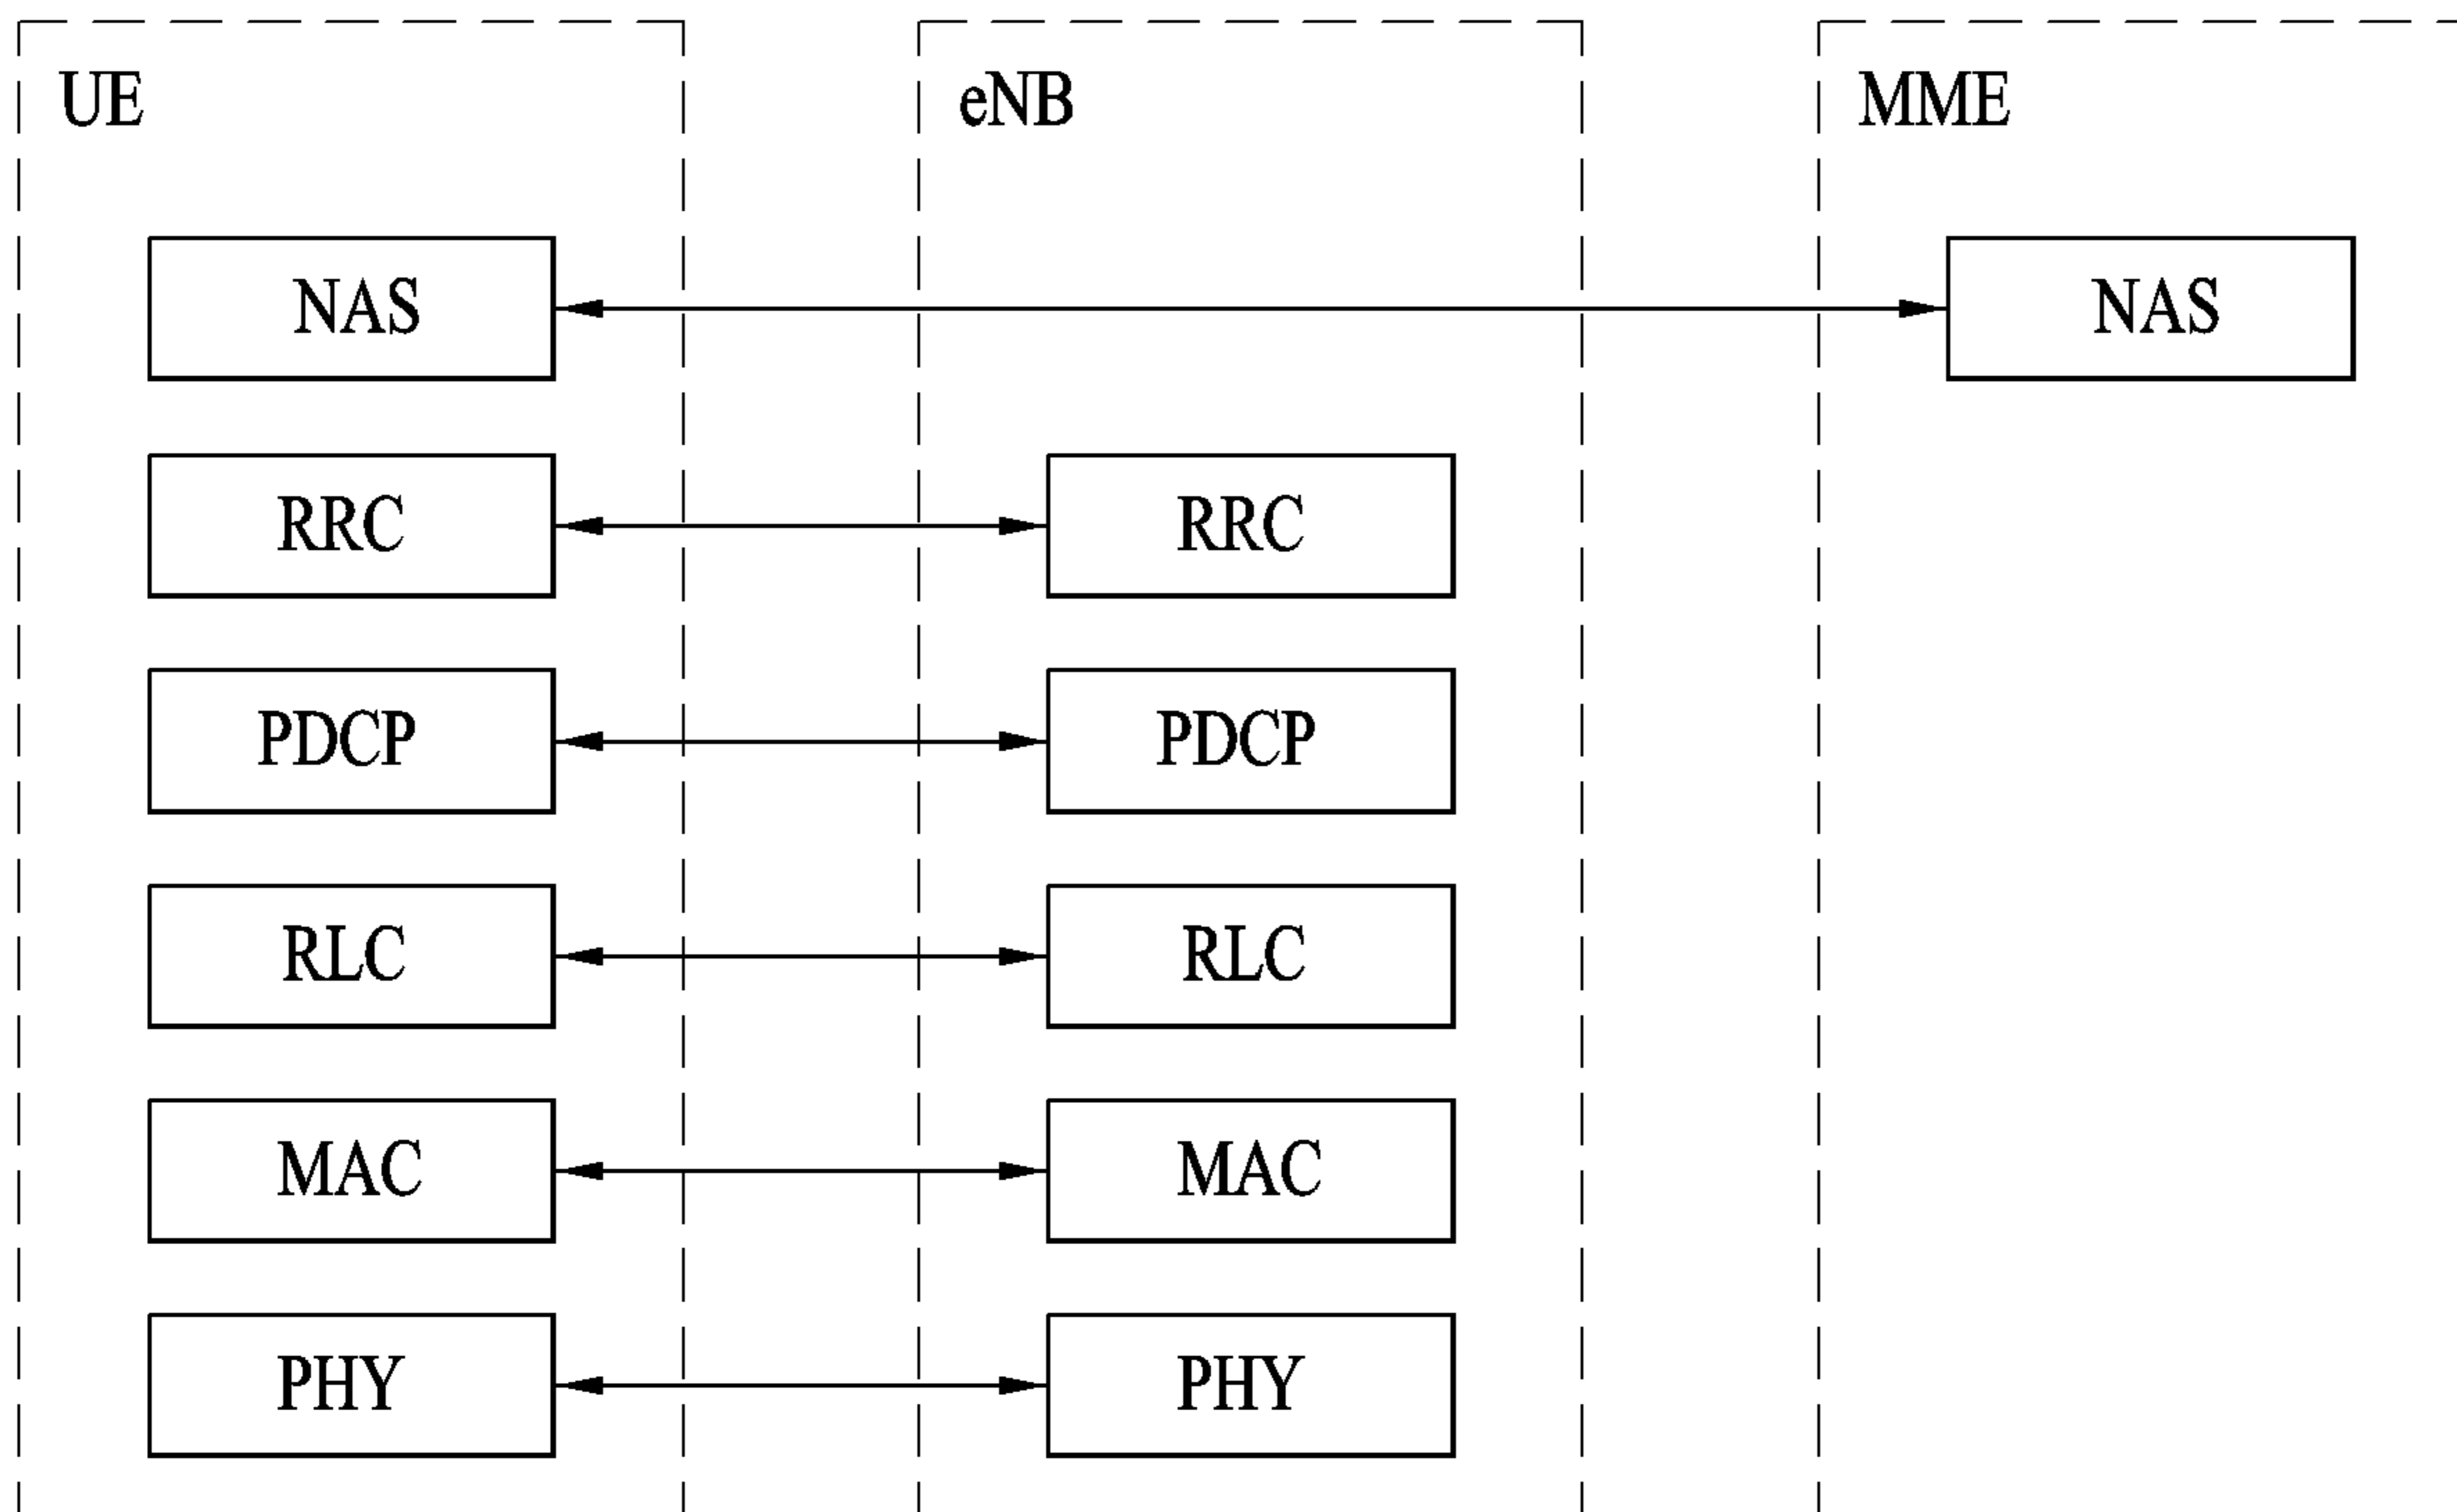 UE
eNB
MME
NAS
NAS
RRC
RRC
PDCP
PDCP
RLC
RLC
MAC
MAC
PHY
PHY